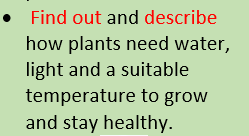 • Find out and describe
how plants need water,
light and a suitable
temperature to grow
and stay healthy.